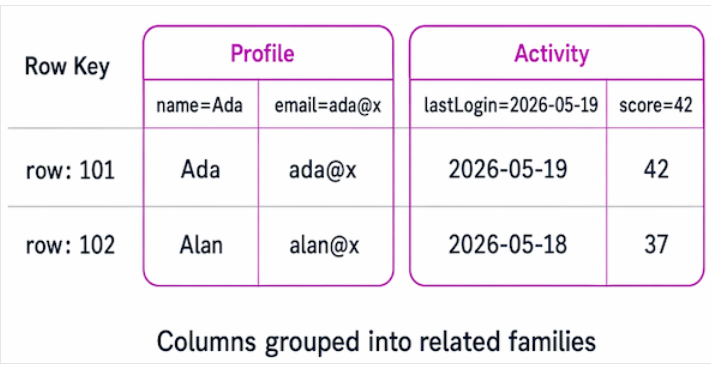 Row Key
Profile
Activity
name=Ada
email=ada@x
lastLogin=2026-05-19
score=42
row: 101
Ada
ada@x
2026-05-19
42
row: 102
Alan
alan@x
2026-05-18
37
Columns grouped into related families